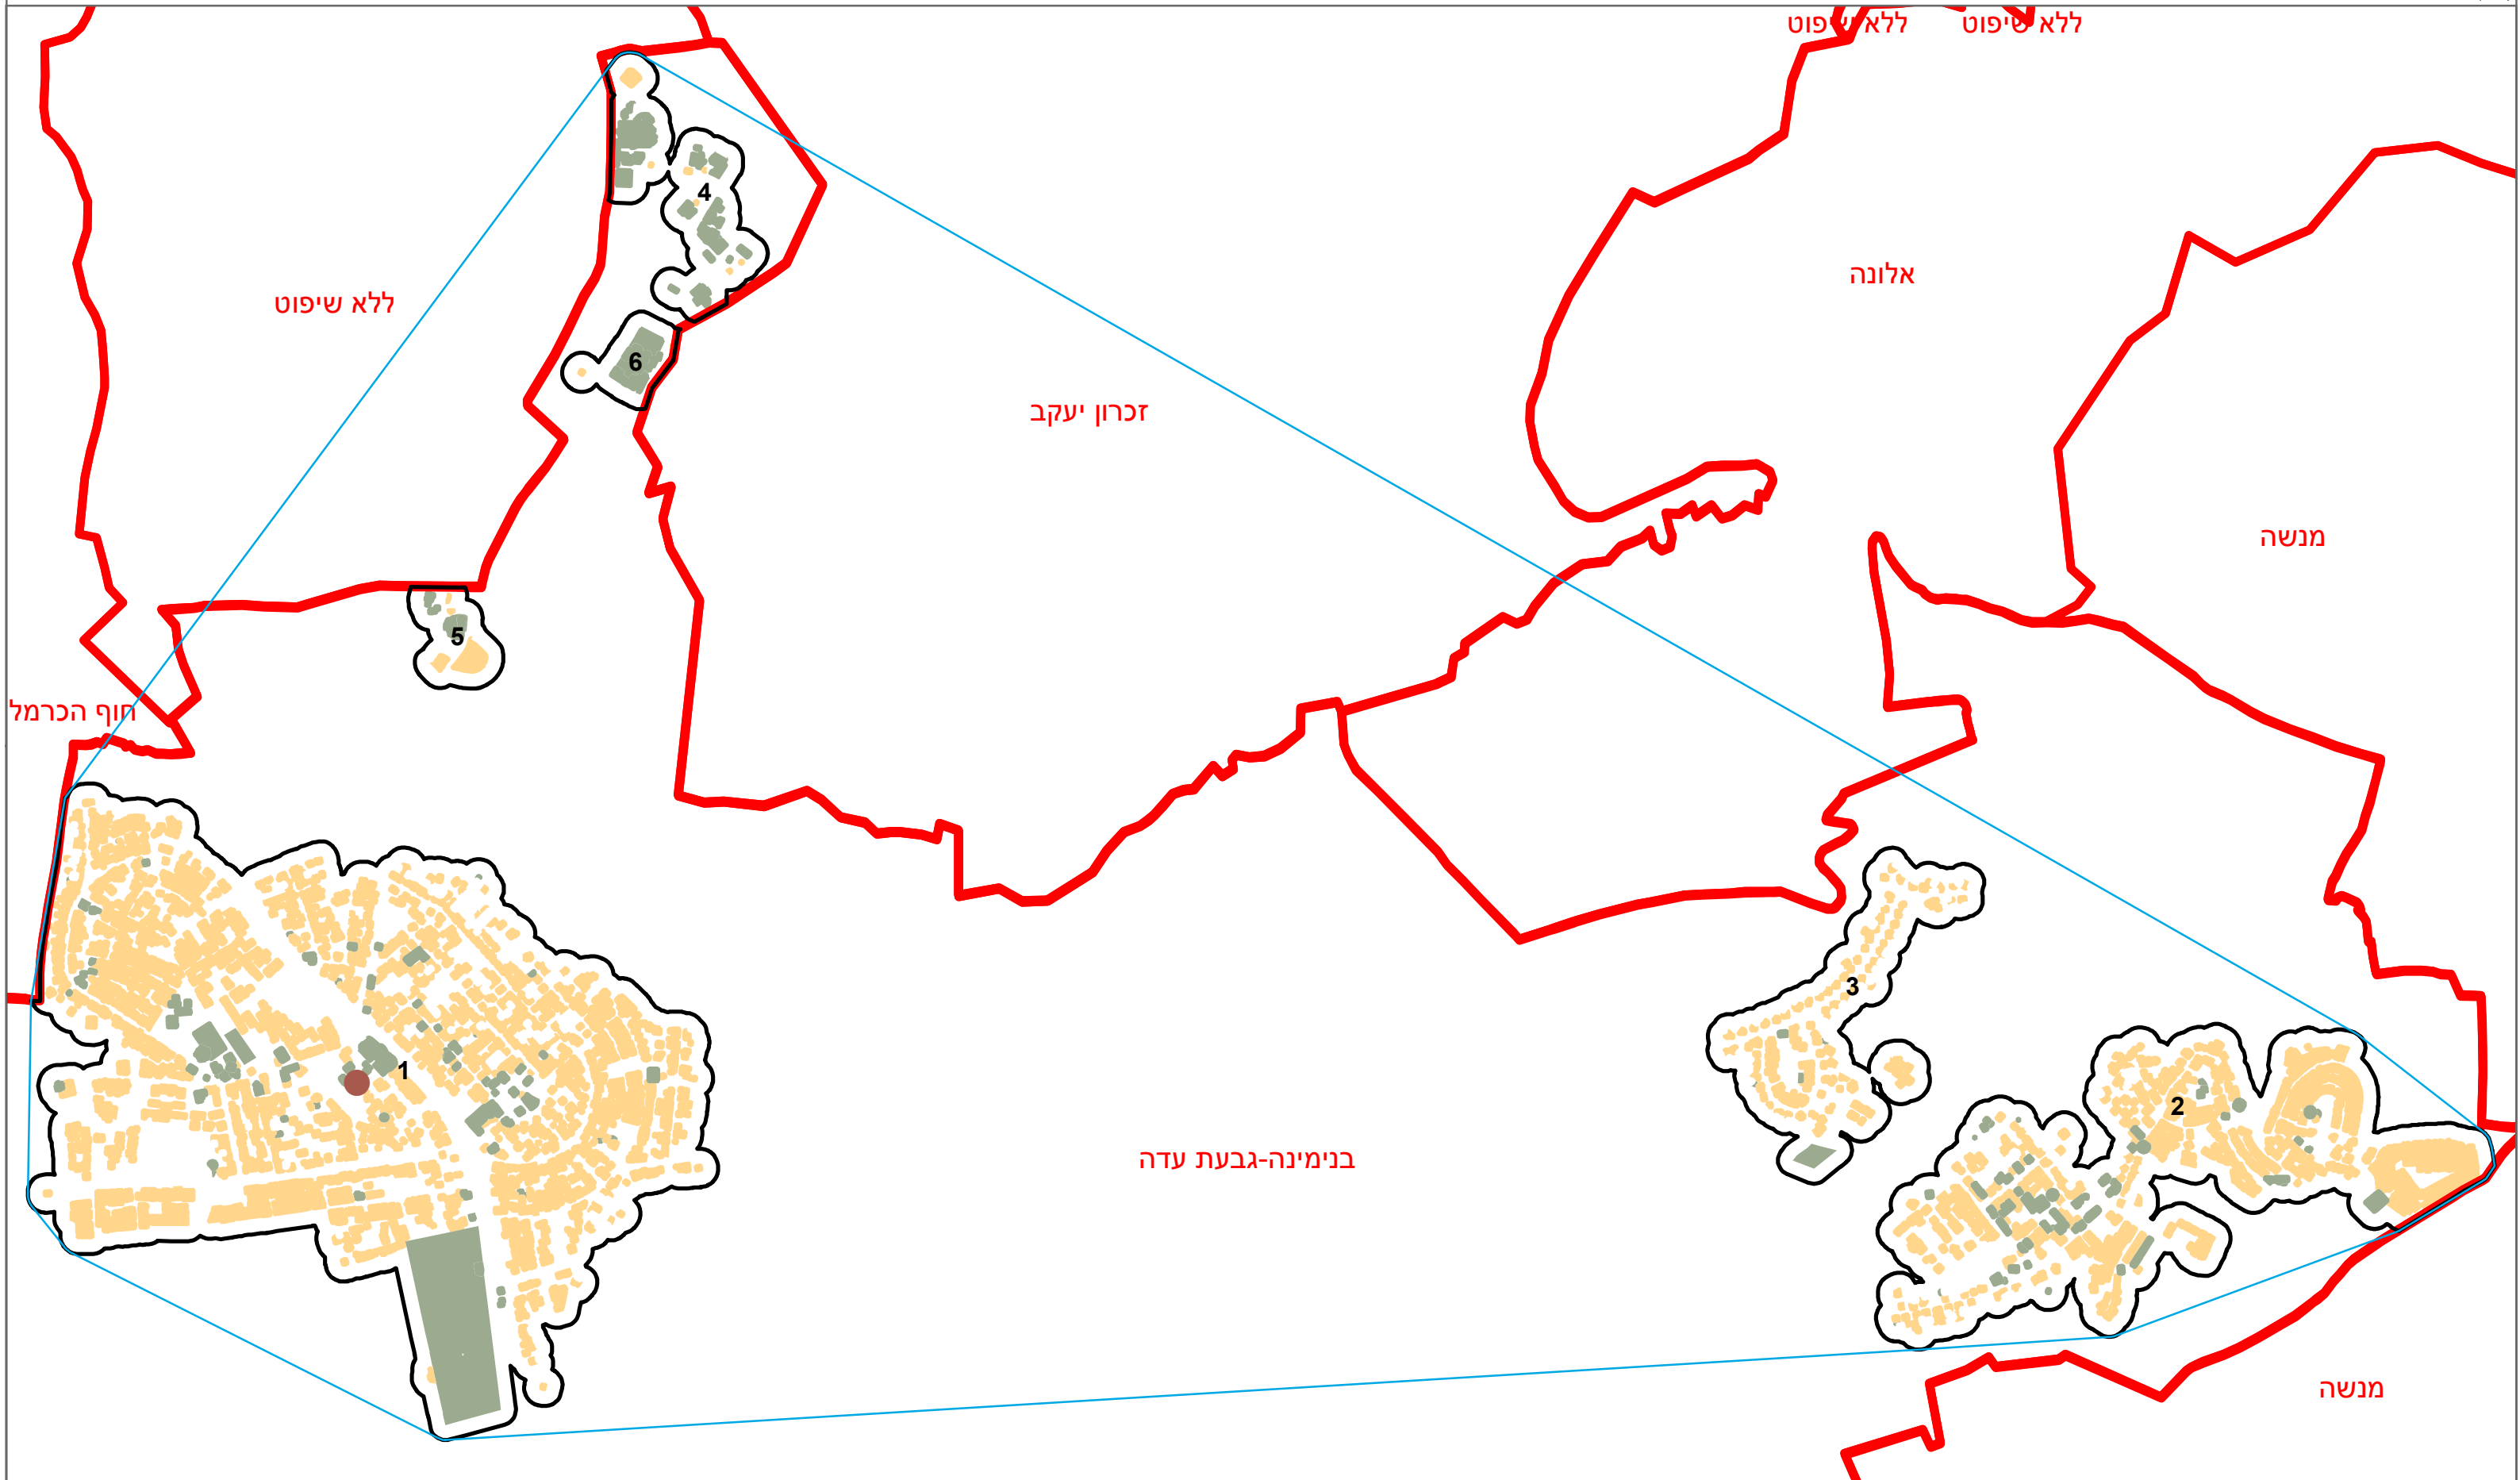 ללא שיפוט
ללא שיפוט
4
אלונה
ללא שיפוט
6
זכרון יעקב
מנשה
5
חוף הכרמל
3
1
2
בנימינה-גבעת עדה
מנשה